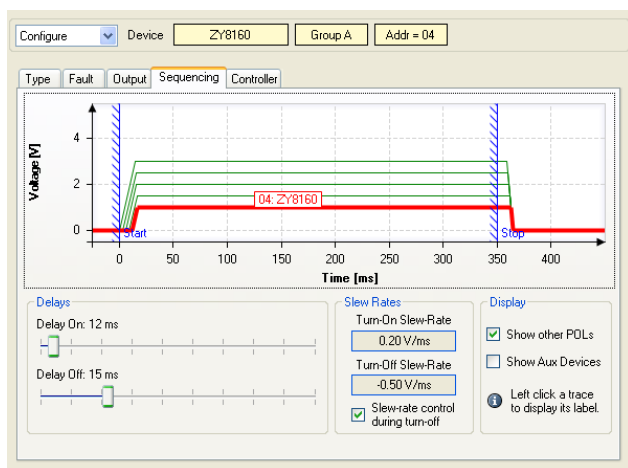 Configure Device ZY8160 Group A Addr = 04
Type Fault Output Sequencing Controller
Voltage [V]
4
2
0
04: ZY8160
Start
Stop
0 50 100 150 200 250 300 350 400
Time [ms]
Delays
Delay On: 12 ms
Delay Off: 15 ms
Slew Rates
Turn-On Slew-Rate
0.20 V/ms
Turn-Off Slew-Rate
-0.50 V/ms
Slew-rate control
during turn-off
Display
Show other POLs
Show Aux Devices
Left click a trace
to display its label.